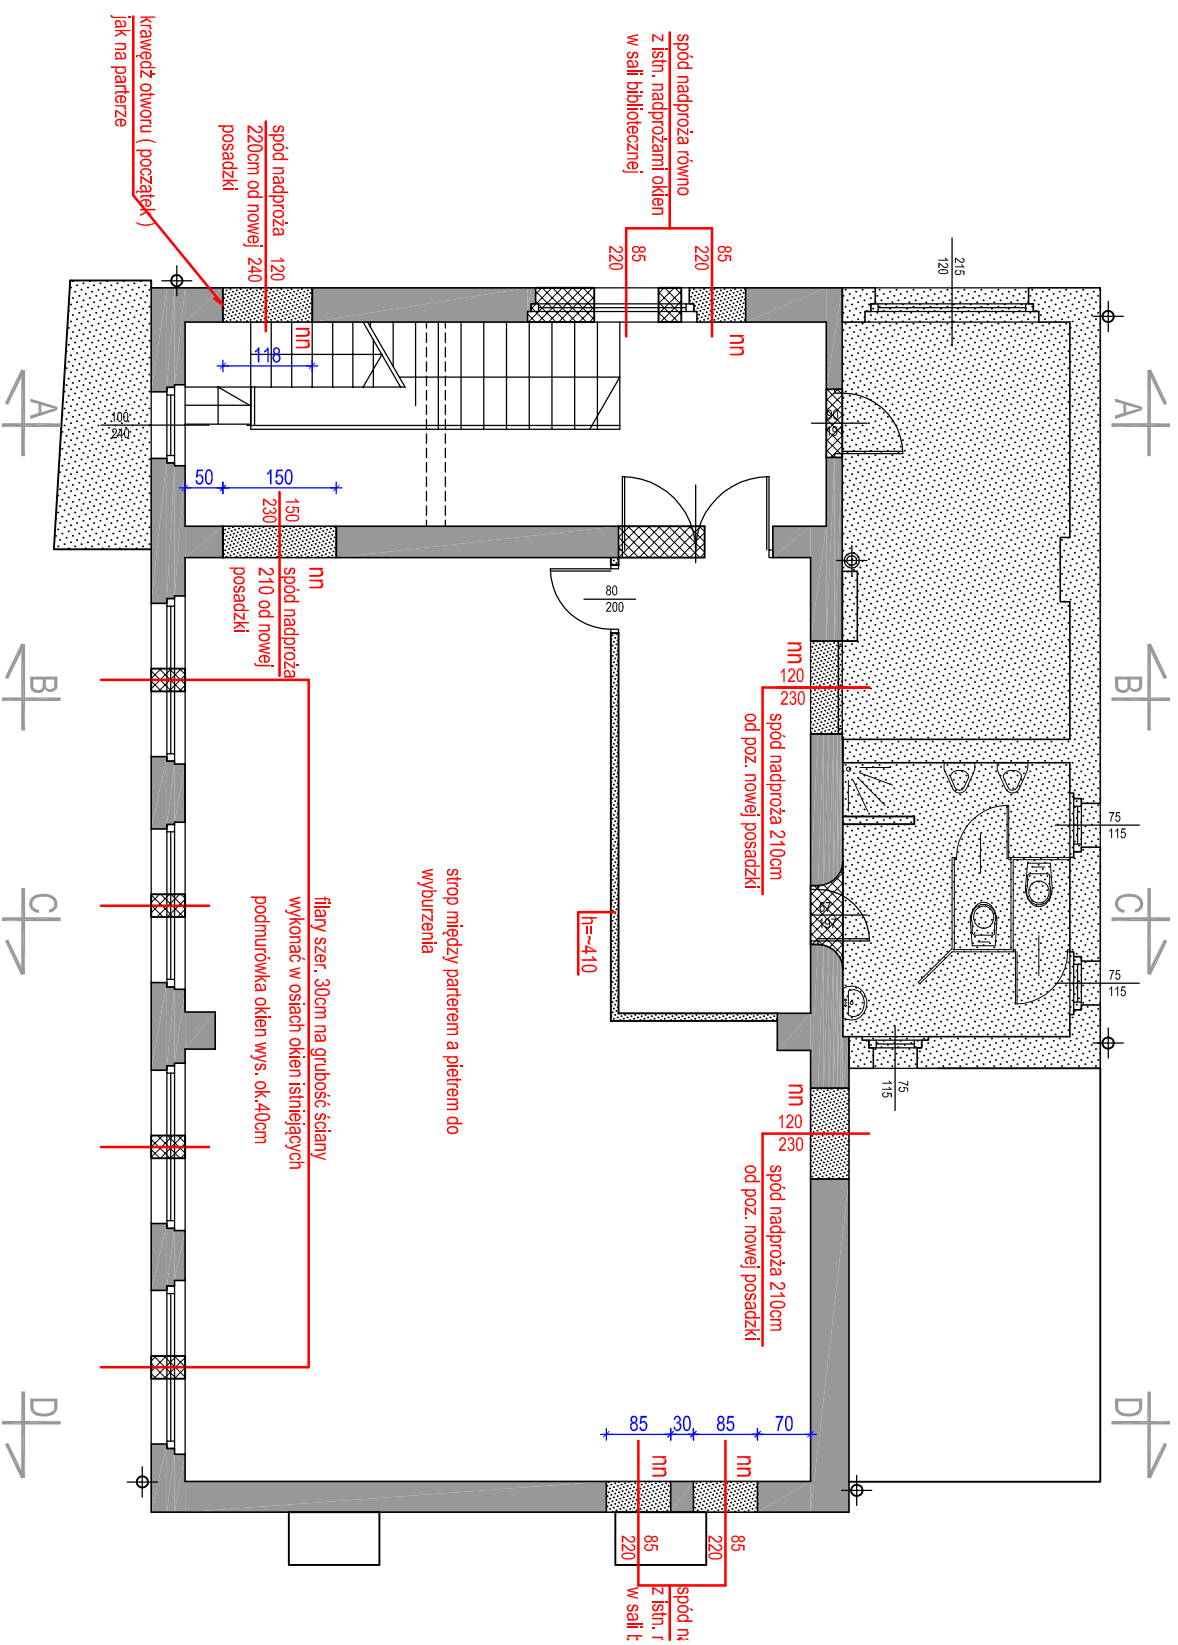 krawędź otworu ( początek )
jak na parterze
spód nadproża
220cm od nowej
posadzki
120
240
nn
118
spód nadproża równo
z istn. nadprożami okien
w sali bibliotecznej
85
220
85
220
nn
215
120
A
A
100
240
90
50
150
150
230
nn
spód nadproża
210 od nowej
posadzki
80
200
B
B
nn
120
230
spód nadproża 210cm
od poz. nowej posadzki
75
115
C
C
75
115
75
115
h=~410
strop między parterem a pietrem do
wyburzenia
filary szer. 30cm na grubość ściany
wykonać w osiach okien istniejących
podmurówka okien wys. ok.40cm
nn
120
230
spód nadproża 210cm
od poz. nowej posadzki
D
D
85
30
85
70
nn
nn
85
220
85
220
spód
z istn.
w sali